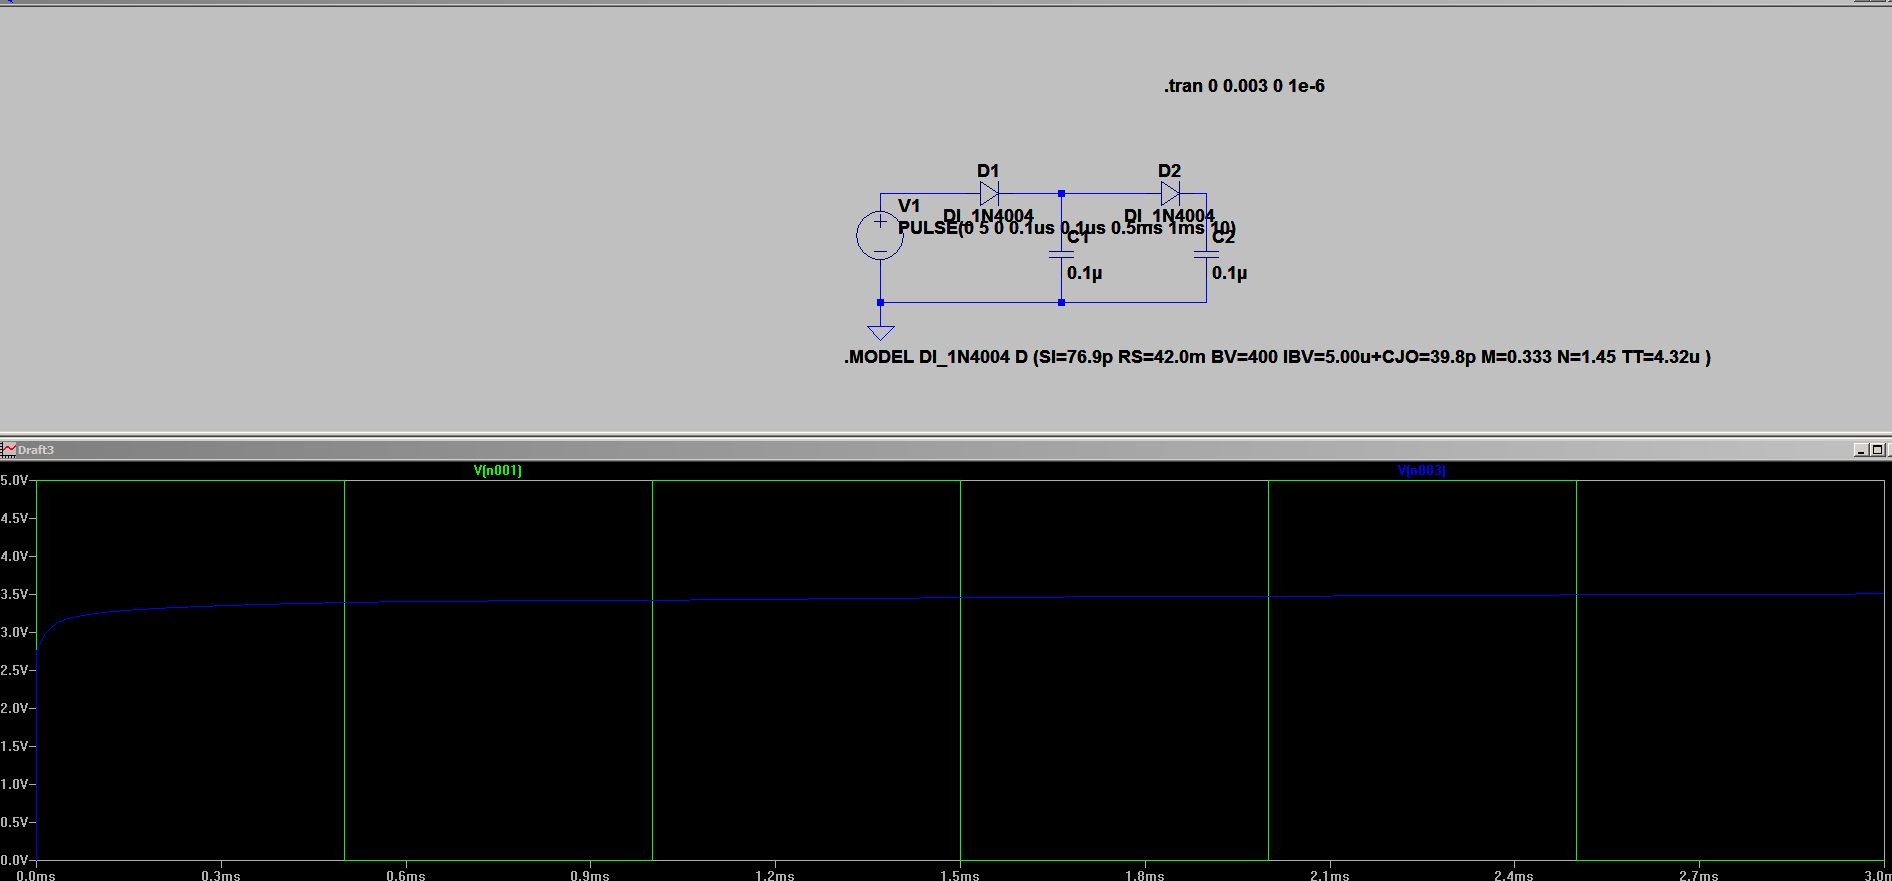 .tran 0 0.003 0 1e-6
D1
D2
V1
DI_1N4004
DI_1N4004
PULSE(0 5 0 0.1us 0.1us 0.5ms 1ms 10)
C1
C2
0.1µ
0.1µ
.MODEL DI_1N4004 D (SI=76.9p RS=42.0m BV=400 IBV=5.00u+CJO=39.8p M=0.333 N=1.45 TT=4.32u )
Draft3
V(n001)
V(n003)
5.0V
4.5V
4.0V
3.5V
3.0V
2.5V
2.0V
1.5V
1.0V
0.5V
0.0V
0.0ms
0.3ms
0.6ms
0.9ms
1.2ms
1.5ms
1.8ms
2.1ms
2.4ms
2.7ms
3.0m